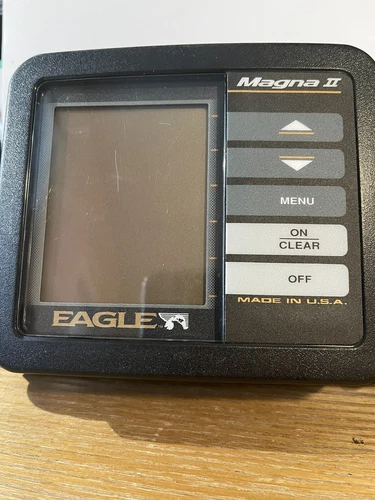 Magna II
MENU
ON
CLEAR
OFF
MADE IN U.S.A.
EAGLE